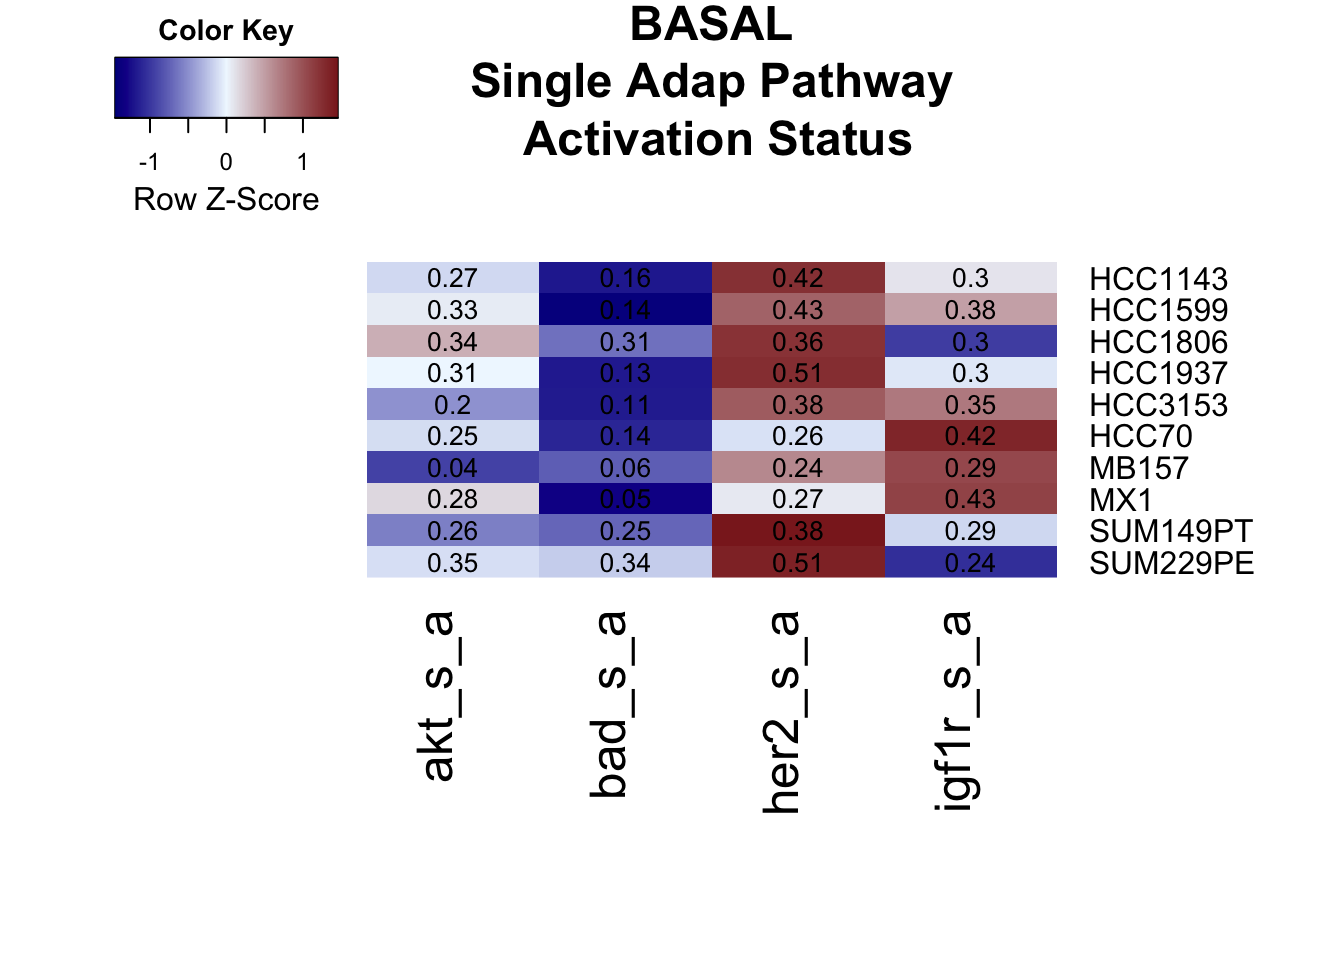 Color Key
-1 0 1
Row Z-Score
BASAL
Single Adap Pathway
Activation Status
0.27 0.16 0.42 0.3 HCC1143
0.33 0.14 0.43 0.38 HCC1599
0.34 0.31 0.36 0.3 HCC1806
0.31 0.13 0.51 0.3 HCC1937
0.2 0.11 0.38 0.35 HCC3153
0.25 0.14 0.26 0.42 HCC70
0.04 0.06 0.24 0.29 MB157
0.28 0.05 0.27 0.43 MX1
0.26 0.25 0.38 0.29 SUM149PT
0.35 0.34 0.51 0.24 SUM229PE
akt_s_a
bad_s_a
her2_s_a
igf1r_s_a